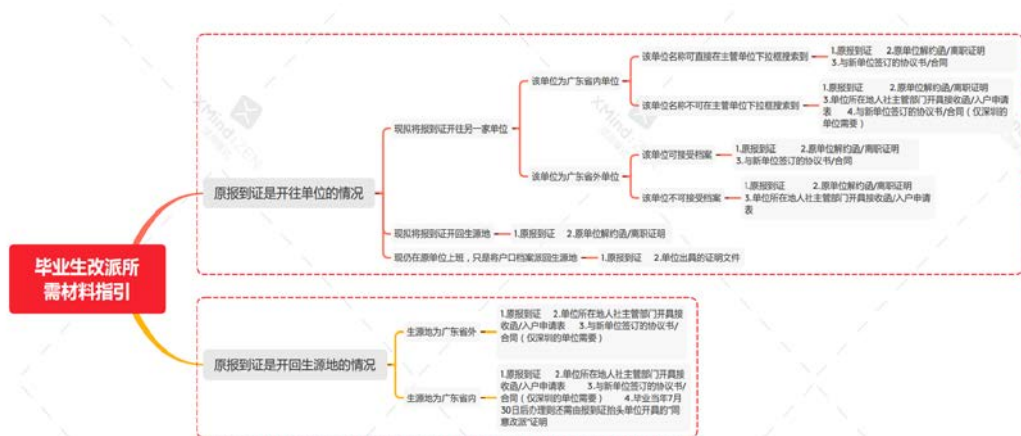 毕业生改派所
需材料指引
原报到证是开往单位的情况
现拟将报到证开往另一家单位
该单位为广东省内单位
该单位名称可直接在主管单位下拉框搜索到
1.原报到证 2.原单位解约函/离职证明
3.与新单位签订的协议书/合同
该单位名称不可在主管单位下拉框搜索到
1.原报到证 2.原单位解约函/离职证明
3.单位所在地人社主管部门开具接收函/入户申请
表 4.与新单位签订的协议书/合同(仅深圳的
单位需要)
该单位为广东省外单位
该单位可接受档案
1.原报到证 2.原单位解约函/离职证明
3.与新单位签订的协议书/合同
该单位不可接受档案
1.原报到证 2.原单位解约函/离职证明
3.单位所在地人社主管部门开具接收函/入户申请
表
现拟将报到证开回生源地
1.原报到证 2.原单位解约函/离职证明
现仍在原单位上班,只是将户口档案派回生源地
1.原报到证 2.单位出具的证明文件
原报到证是开回生源地的情况
生源地为广东省外
1.原报到证 2.单位所在地人社主管部门开具接
收函/入户申请表 3.与新单位签订的协议书/
合同(仅深圳的单位需要)
生源地为广东省内
1.原报到证 2.单位所在地人社主管部门开具接
收函/入户申请表 3.与新单位签订的协议书/
合同(仅深圳的单位需要) 4.毕业当年7月
30日后办理则还需由报到证抬头单位开具的"同
意改派"证明